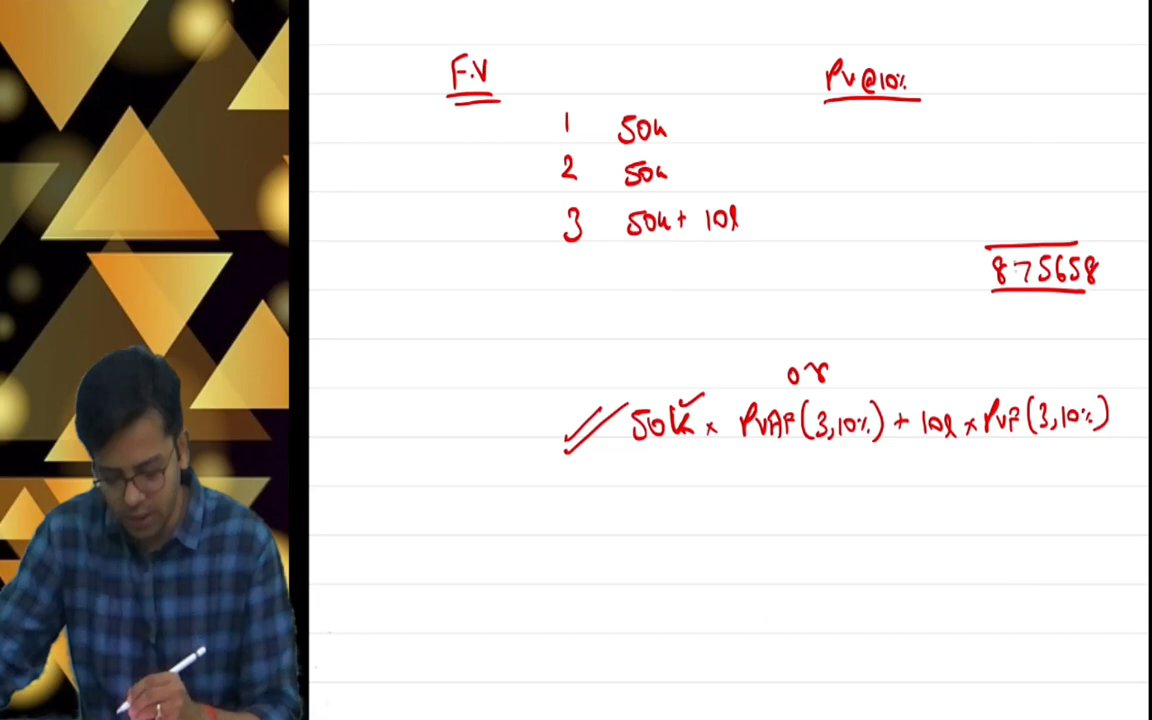 F.V PV@10%
1 50k
2 50k
3 50k + 10l
875658
or
50K × PVAF(3,10%) + 10l × PVF(3,10%)